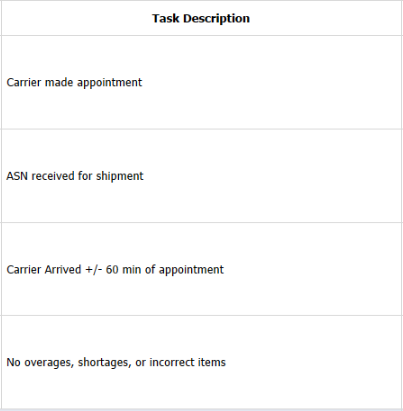 Task Description
Carrier made appointment
ASN received for shipment
Carrier Arrived +/- 60 min of appointment
No overages, shortages, or incorrect items